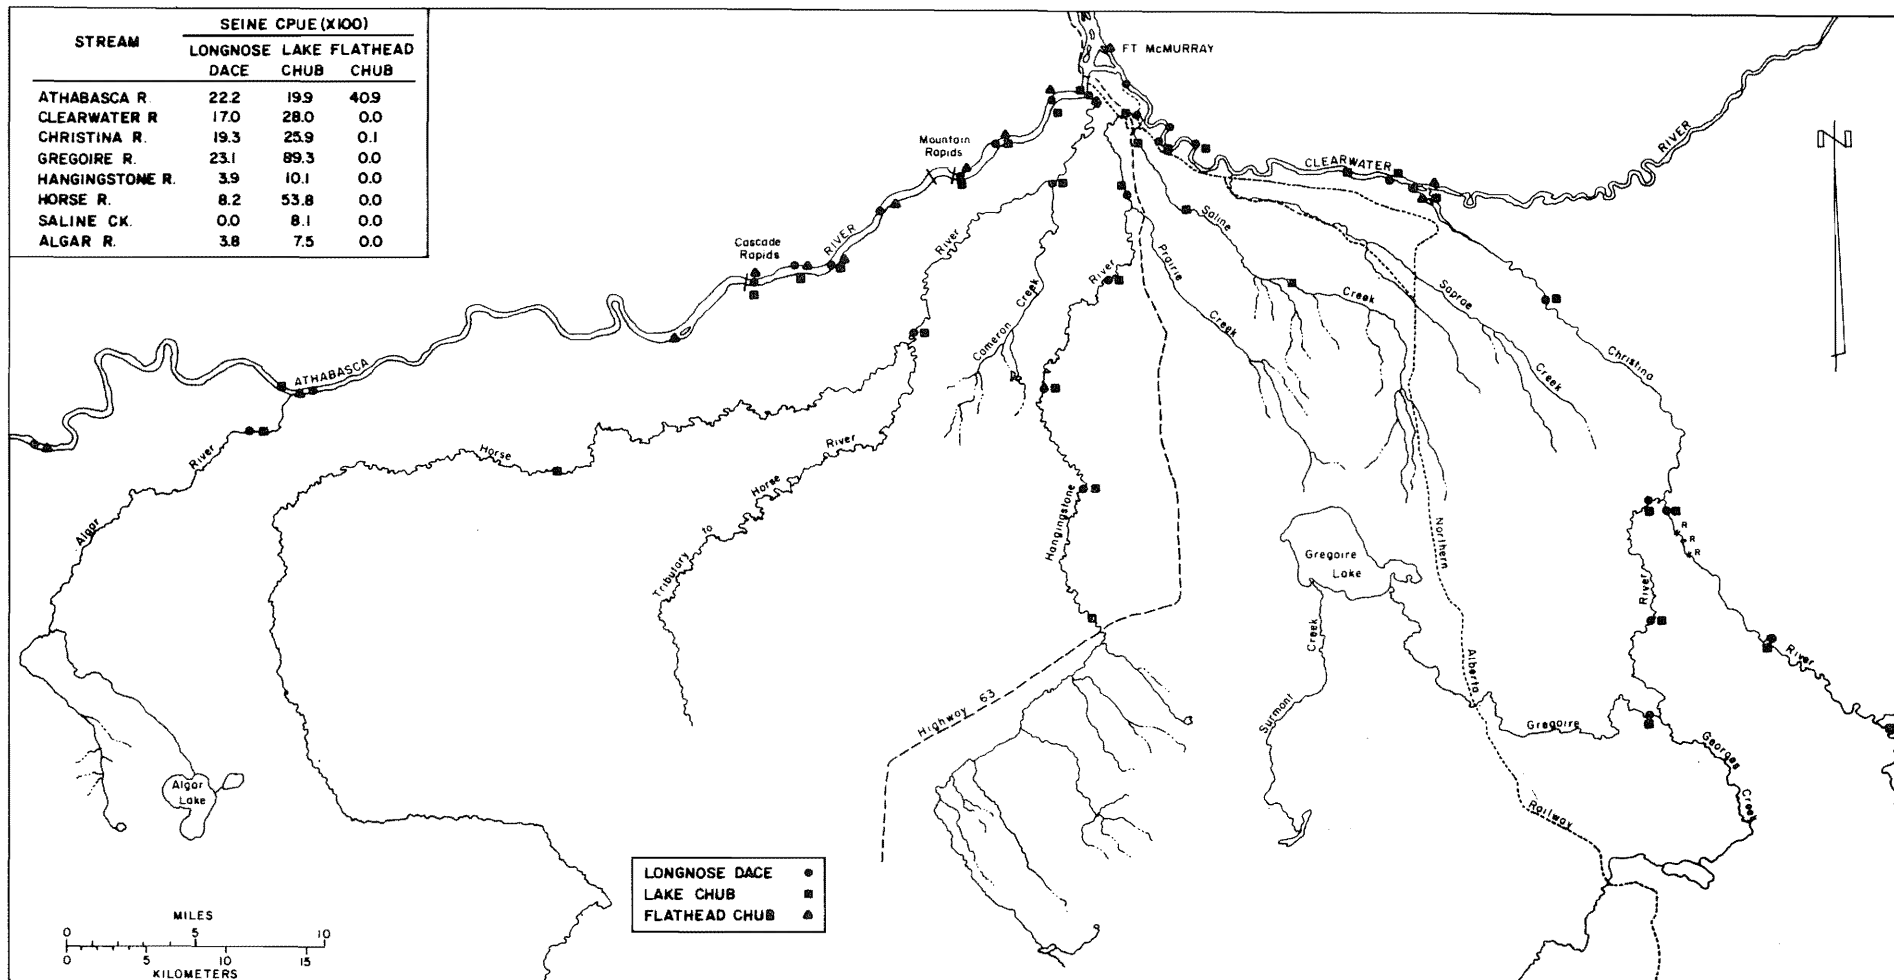 SEINE CPUE (X100)
STREAM
LONGNOSE LAKE FLATHEAD
DACE CHUB CHUB
ATHABASCA R. 22.2 19.9 40.9
CLEARWATER R 17.0 28.0 0.0
CHRISTINA R. 19.3 25.9 0.1
GREGOIRE R. 23.1 89.3 0.0
HANGINGSTONE R. 3.9 10.1 0.0
HORSE R. 8.2 53.8 0.0
SALINE CK. 0.0 8.1 0.0
ALGAR R. 3.8 7.5 0.0
FT McMURRAY
Mountain
Rapids
CLEARWATER
RIVER
N
Cascade
Rapids
RIVER
River
Creek
Cameron
River
Prairie
Creek
Saline
Creek
Saprae
Creek
Christina
ATHABASCA
River
Algar
Horse
River
Horse
to
Tributary
Hangingstone
Northern
Gregoire
Lake
R
R
R
River
Creek
Surmont
Alberta
River
Highway 63
Gregoire
Georges
Creek
Railway
Algar
Lake
LONGNOSE DACE
LAKE CHUB
FLATHEAD CHUB
MILES
0 5 10
0 5 10 15
KILOMETERS